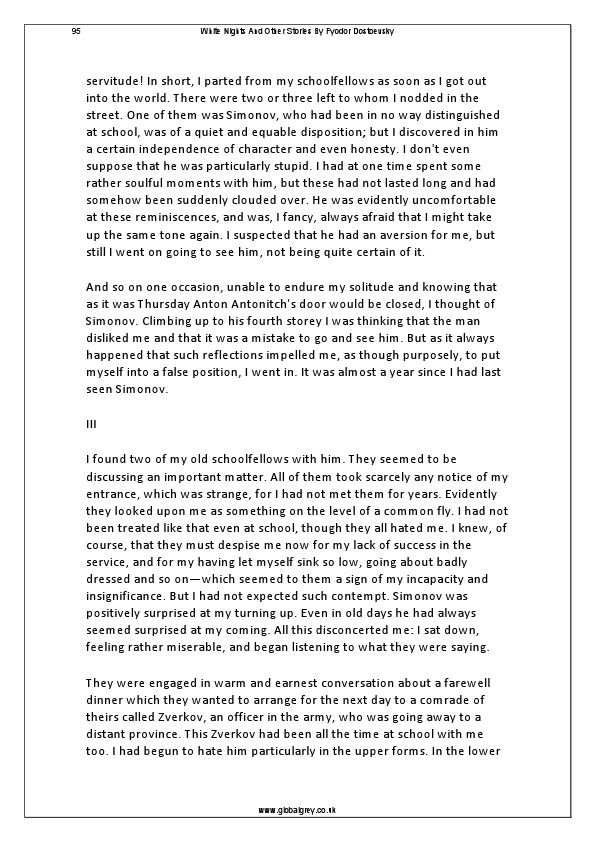 95 White Nights And Other Stories By Fyodor Dostoevsky
servitude! In short, I parted from my schoolfellows as soon as I got out
into the world. There were two or three left to whom I nodded in the
street. One of them was Simonov, who had been in no way distinguished
at school, was of a quiet and equable disposition; but I discovered in him
a certain independence of character and even honesty. I don't even
suppose that he was particularly stupid. I had at one time spent some
rather soulful moments with him, but these had not lasted long and had
somehow been suddenly clouded over. He was evidently uncomfortable
at these reminiscences, and was, I fancy, always afraid that I might take
up the same tone again. I suspected that he had an aversion for me, but
still I went on going to see him, not being quite certain of it.
And so on one occasion, unable to endure my solitude and knowing that
as it was Thursday Anton Antonitch's door would be closed, I thought of
Simonov. Climbing up to his fourth storey I was thinking that the man
disliked me and that it was a mistake to go and see him. But as it always
happened that such reflections impelled me, as though purposely, to put
myself into a false position, I went in. It was almost a year since I had last
seen Simonov.
III
I found two of my old schoolfellows with him. They seemed to be
discussing an important matter. All of them took scarcely any notice of my
entrance, which was strange, for I had not met them for years. Evidently
they looked upon me as something on the level of a common fly. I had not
been treated like that even at school, though they all hated me. I knew, of
course, that they must despise me now for my lack of success in the
service, and for my having let myself sink so low, going about badly
dressed and so on—which seemed to them a sign of my incapacity and
insignificance. But I had not expected such contempt. Simonov was
positively surprised at my turning up. Even in old days he had always
seemed surprised at my coming. All this disconcerted me: I sat down,
feeling rather miserable, and began listening to what they were saying.
They were engaged in warm and earnest conversation about a farewell
dinner which they wanted to arrange for the next day to a comrade of
theirs called Zverkov, an officer in the army, who was going away to a
distant province. This Zverkov had been all the time at school with me
too. I had begun to hate him particularly in the upper forms. In the lower
www.globalgrey.co.uk